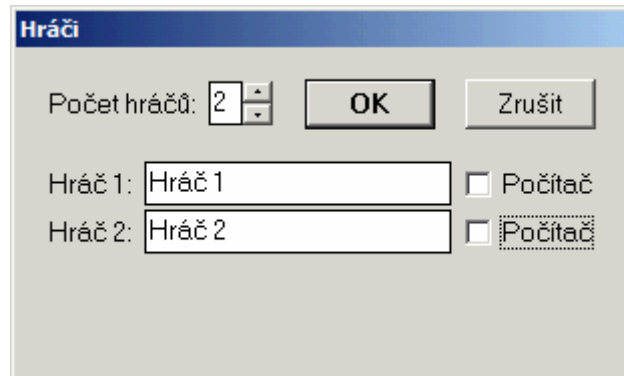 Hráči
Počet hráčů: 2 OK Zrušit
Hráč 1: Hráč 1 Počítač
Hráč 2: Hráč 2 Počítač